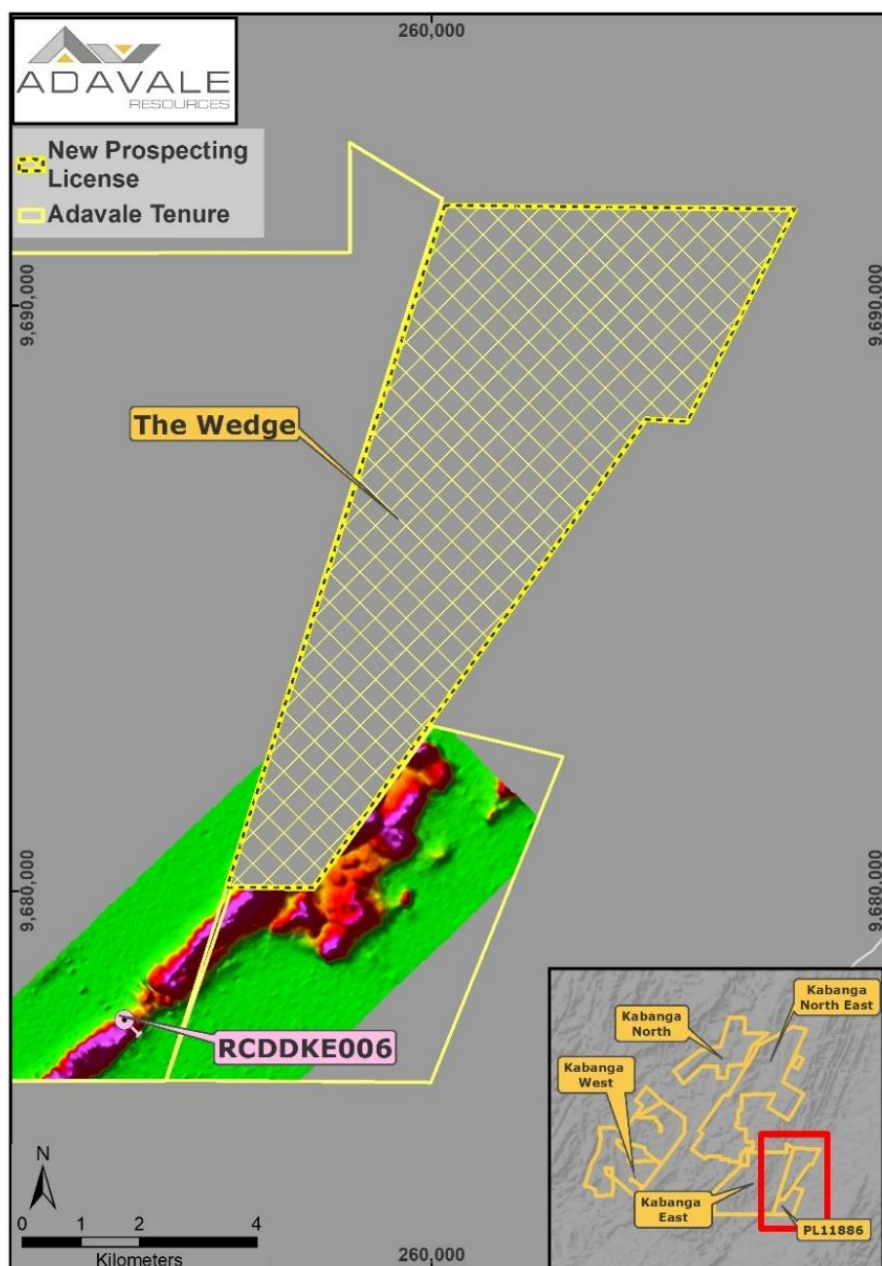 260,000
ADAVALE
RESOURCES
New Prospecting
License
Adavale Tenure
9,690,000
9,690,000
The Wedge
9,680,000
9,680,000
RCDDKE006
Kabanga
North
Kabanga
North East
Kabanga
West
Kabanga
East
PL11886
N
0 1 2 4
Kilometers
260,000